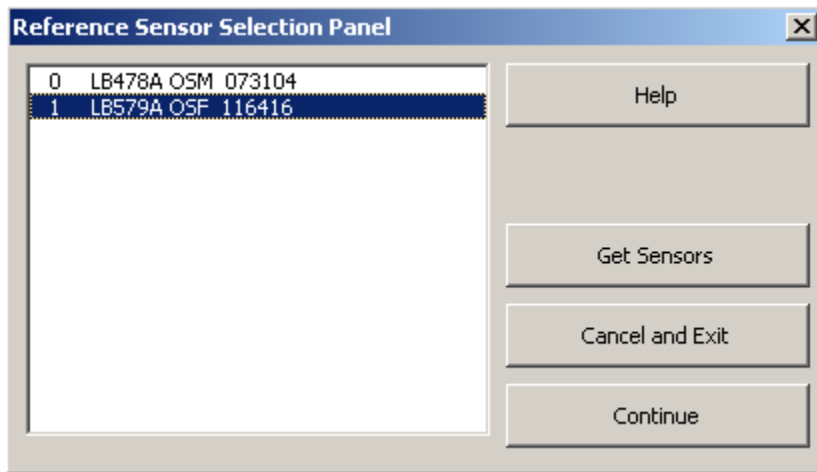 Reference Sensor Selection Panel
0 LB478A OSM 073104
1 LB579A OSF 116416
Help
Get Sensors
Cancel and Exit
Continue